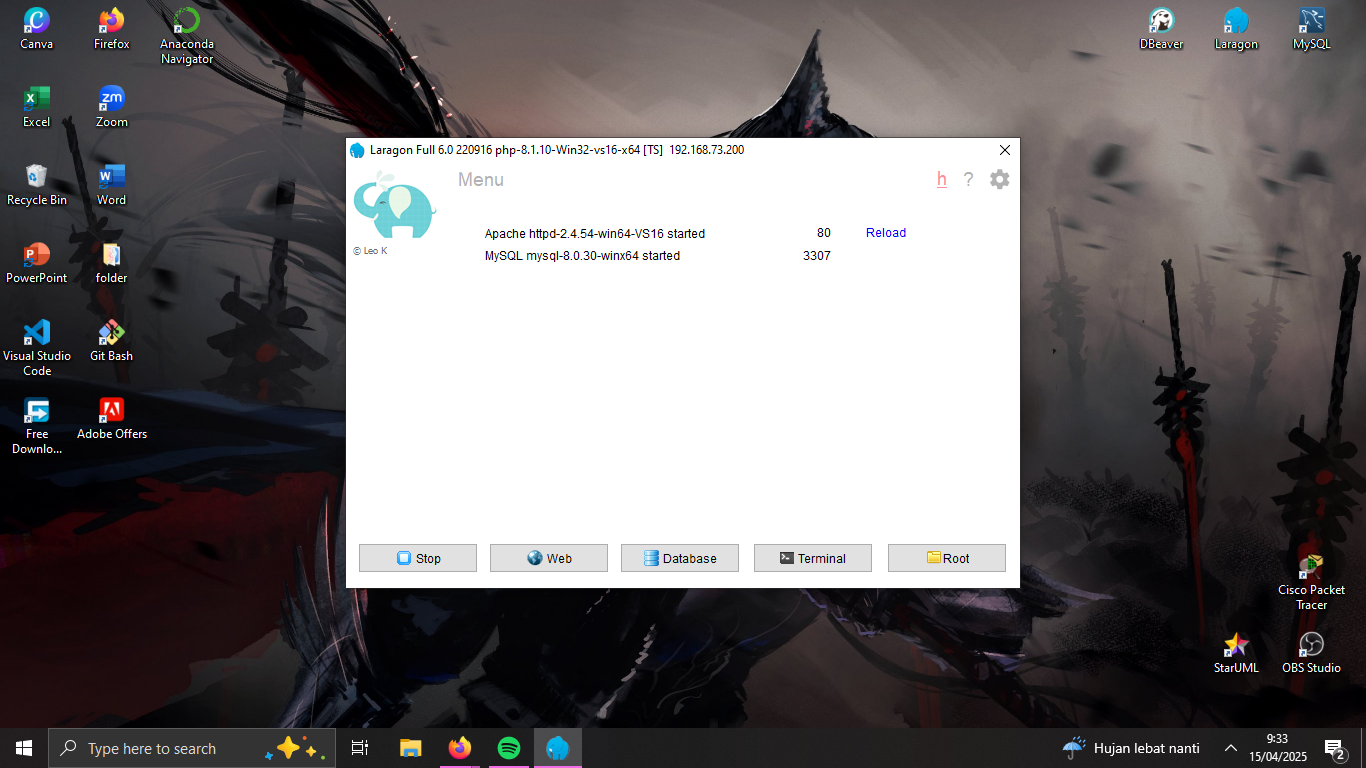 Canva
Firefox
Anaconda
Navigator
DBeaver
Laragon
MySQL
Excel
zm
Zoom
Recycle Bin
Word
PowerPoint
folder
Visual Studio
Code
Git Bash
Free
Downlo...
Adobe Offers
Laragon Full 6.0 220916 php-8.1.10-Win32-vs16-x64 [TS] 192.168.73.200
Menu
h ?
© Leo K
Apache httpd-2.4.54-win64-VS16 started 80 Reload
MySQL mysql-8.0.30-winx64 started 3307
Stop
Web
Database
Terminal
Root
Cisco Packet
Tracer
StarUML
OBS Studio
Type here to search
Hujan lebat nanti
9:33
15/04/2025
2